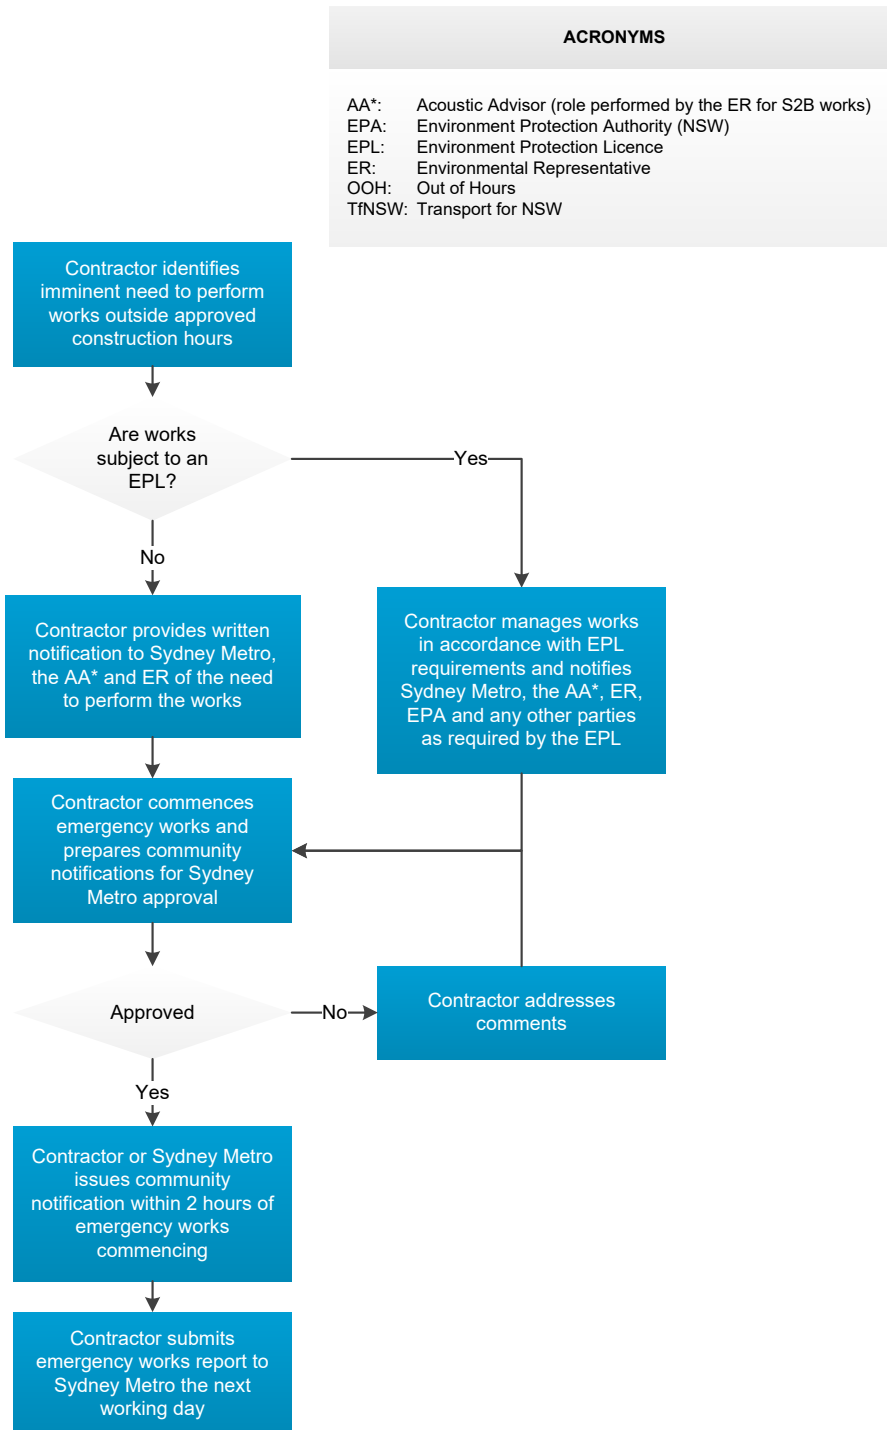 ACRONYMS
AA*: Acoustic Advisor (role performed by the ER for S2B works)
EPA: Environment Protection Authority (NSW)
EPL: Environment Protection Licence
ER: Environmental Representative
OOH: Out of Hours
TfNSW: Transport for NSW
Contractor identifies
imminent need to perform
works outside approved
construction hours
Are works
subject to an
EPL?
Yes
No
Contractor provides written
notification to Sydney Metro,
the AA* and ER of the need
to perform the works
Contractor manages works
in accordance with EPL
requirements and notifies
Sydney Metro, the AA*, ER,
EPA and any other parties
as required by the EPL
Contractor commences
emergency works and
prepares community
notifications for Sydney
Metro approval
Approved
No
Contractor addresses
comments
Yes
Contractor or Sydney Metro
issues community
notification within 2 hours of
emergency works
commencing
Contractor submits
emergency works report to
Sydney Metro the next
working day